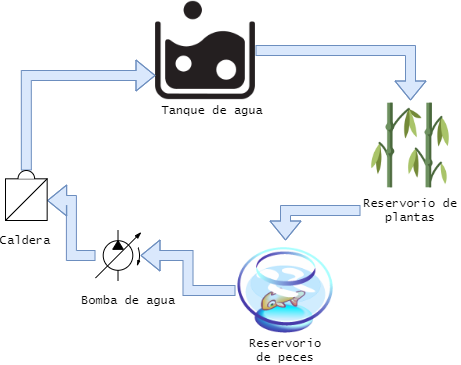 Tanque de agua
Reservorio de
plantas
Caldera
Bomba de agua
Reservorio
de peces